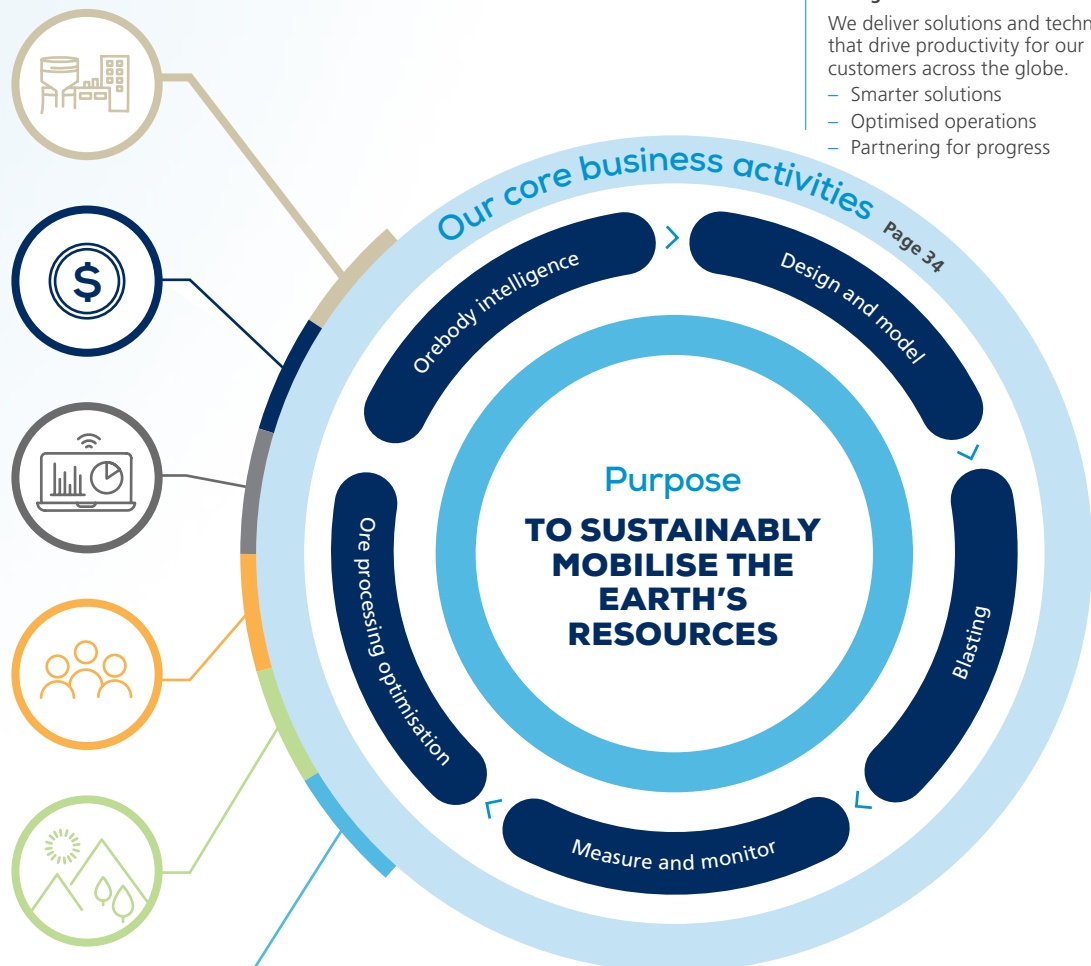 We deliver solutions and
that drive productivity for our
customers across the globe.
– Smarter solutions
– Optimised operations
– Partnering for progress
Our core business activities
Page 34
Orebody intelligence
Design and model
Blasting
Measure and monitor
Ore processing optimisation
Purpose
TO SUSTAINABLY
MOBILISE THE
EARTH'S
RESOURCES
$